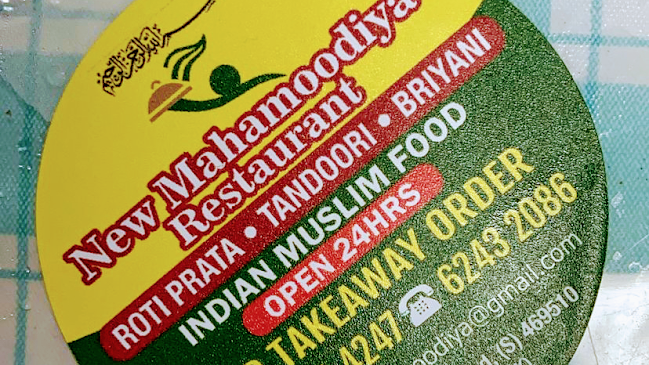 New Mahamoodiya
Restaurant
ROTI PRATA • TANDOORI • BRIYANI
INDIAN MUSLIM FOOD
OPEN 24HRS
TAKEAWAY ORDER
4247 ☎ 6243 2086
oodiya@gmail.com
(S) 469510